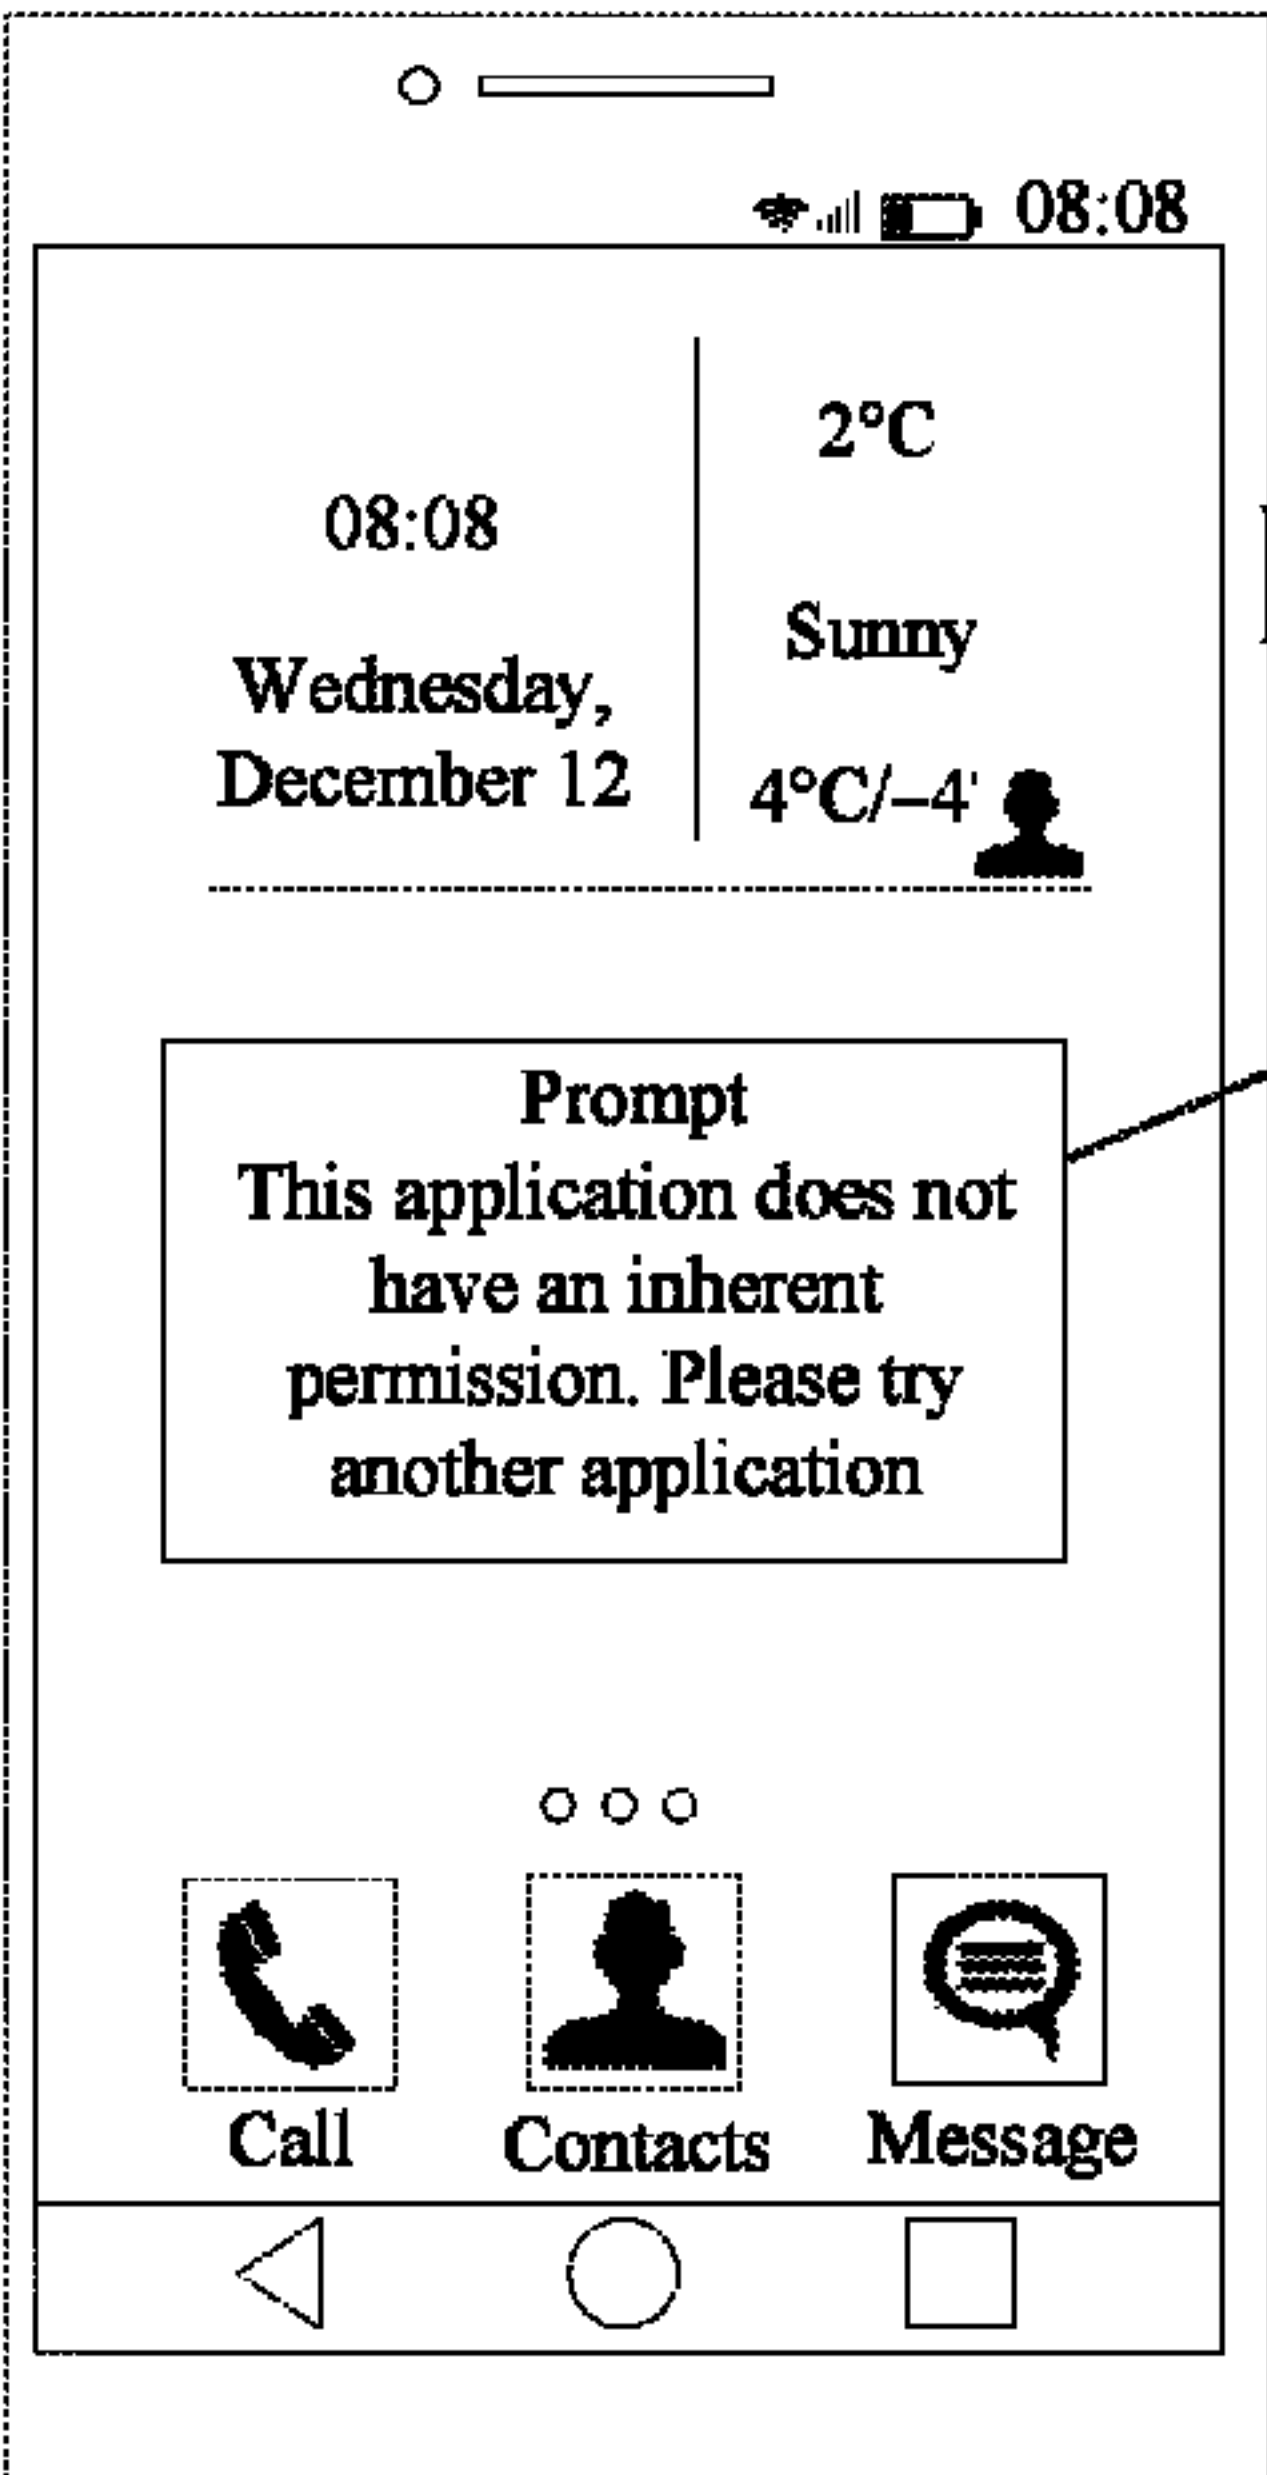 08:08
2°C
08:08
Sunny
Wednesday,
December 12
4°C/–4
Prompt
This application does not
have an inherent
permission. Please try
another application
Call
Contacts
Message